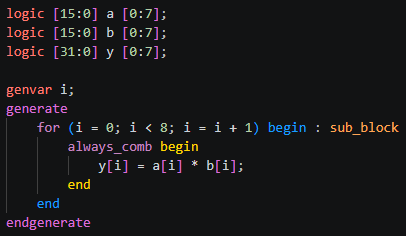 logic [15:0] a [0:7];
logic [15:0] b [0:7];
logic [31:0] y [0:7];

genvar i;
generate
    for (i = 0; i < 8; i = i + 1) begin : sub_block
        always_comb begin
            y[i] = a[i] * b[i];
        end
    end
endgenerate